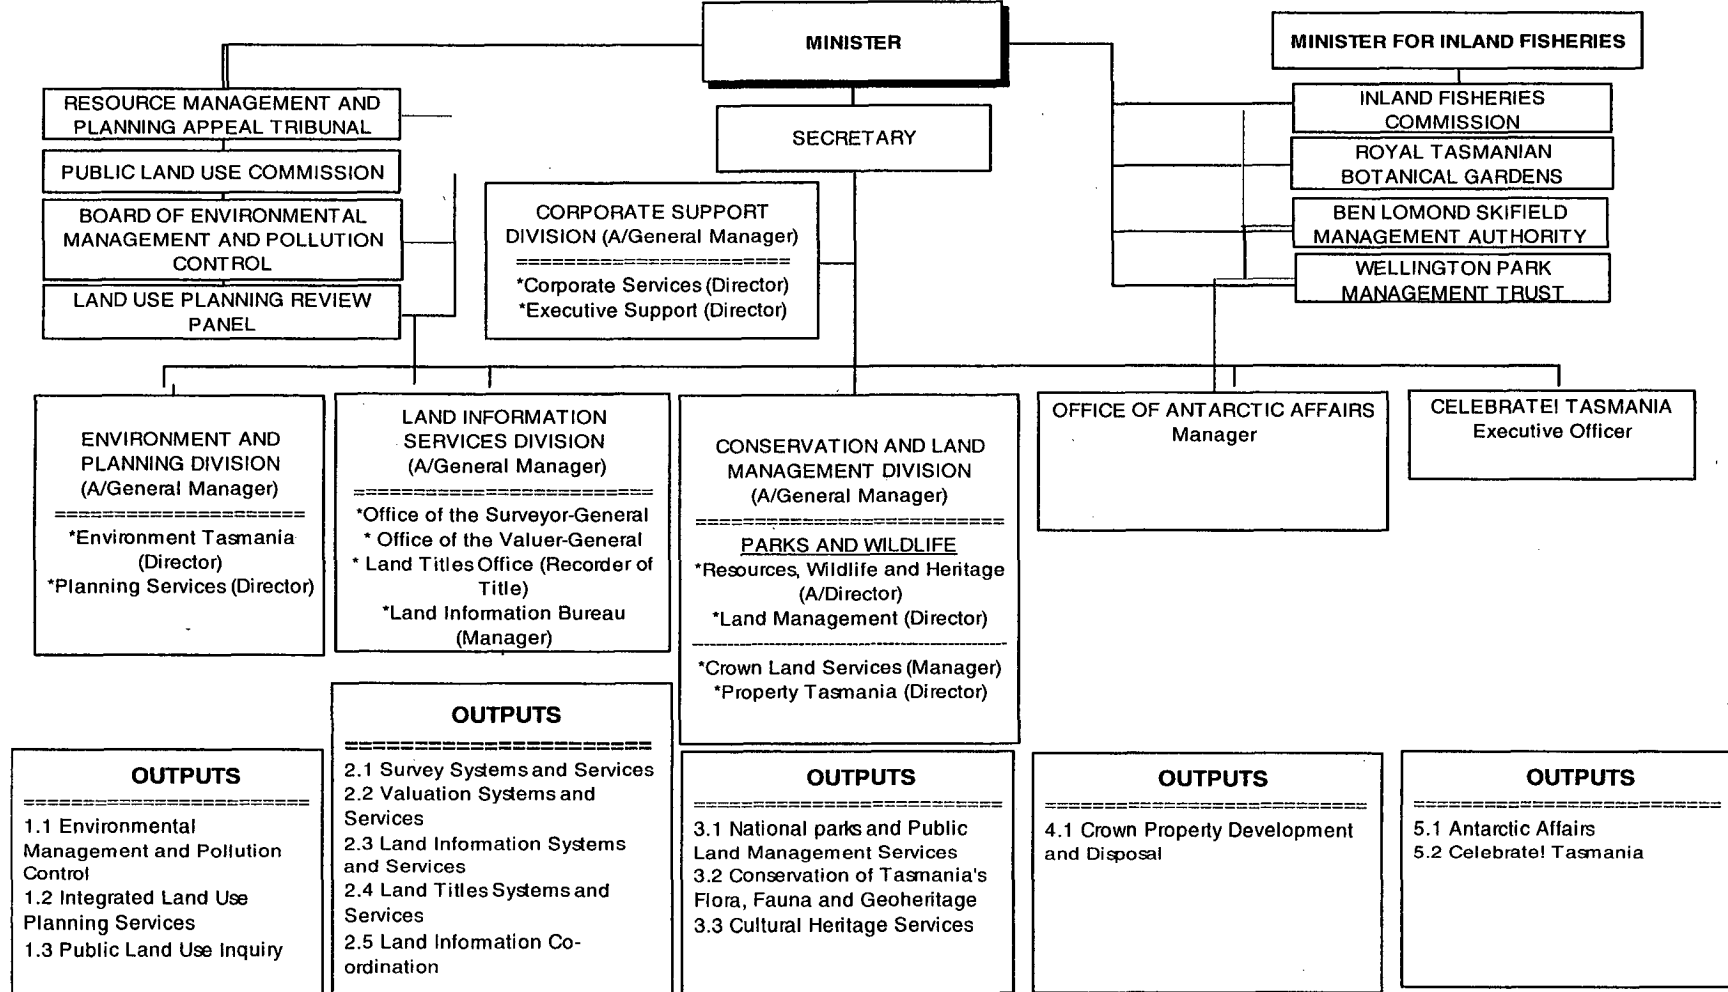 MINISTER
MINISTER FOR INLAND FISHERIES
RESOURCE MANAGEMENT AND
PLANNING APPEAL TRIBUNAL
PUBLIC LAND USE COMMISSION
BOARD OF ENVIRONMENTAL
MANAGEMENT AND POLLUTION
CONTROL
LAND USE PLANNING REVIEW
PANEL
SECRETARY
CORPORATE SUPPORT
DIVISION (A/General Manager)
=======================
*Corporate Services (Director)
*Executive Support (Director)
INLAND FISHERIES
COMMISSION
ROYAL TASMANIAN
BOTANICAL GARDENS
BEN LOMOND SKIFIELD
MANAGEMENT AUTHORITY
WELLINGTON PARK
MANAGEMENT TRUST
ENVIRONMENT AND
PLANNING DIVISION
(A/General Manager)
=======================
*Environment Tasmania
(Director)
*Planning Services (Director)
LAND INFORMATION
SERVICES DIVISION
(A/General Manager)
=========================
*Office of the Surveyor-General
* Office of the Valuer-General
* Land Titles Office (Recorder of
Title)
*Land Information Bureau
(Manager)
CONSERVATION AND LAND
MANAGEMENT DIVISION
(A/General Manager)
==========================
PARKS AND WILDLIFE
*Resources, Wildlife and Heritage
(A/Director)
*Land Management (Director)
--------------------------------------------
*Crown Land Services (Manager)
*Property Tasmania (Director)
OFFICE OF ANTARCTIC AFFAIRS
Manager
CELEBRATE! TASMANIA
Executive Officer
OUTPUTS
========================
1.1 Environmental
Management and Pollution
Control
1.2 Integrated Land Use
Planning Services
1.3 Public Land Use Inquiry
OUTPUTS
=======================
2.1 Survey Systems and Services
2.2 Valuation Systems and
Services
2.3 Land Information Systems
and Services
2.4 Land Titles Systems and
Services
2.5 Land Information Co-
ordination
OUTPUTS
==========================
3.1 National parks and Public
Land Management Services
3.2 Conservation of Tasmania's
Flora, Fauna and Geoheritage
3.3 Cultural Heritage Services
OUTPUTS
===========================
4.1 Crown Property Development
and Disposal
OUTPUTS
==========================
5.1 Antarctic Affairs
5.2 Celebrate! Tasmania